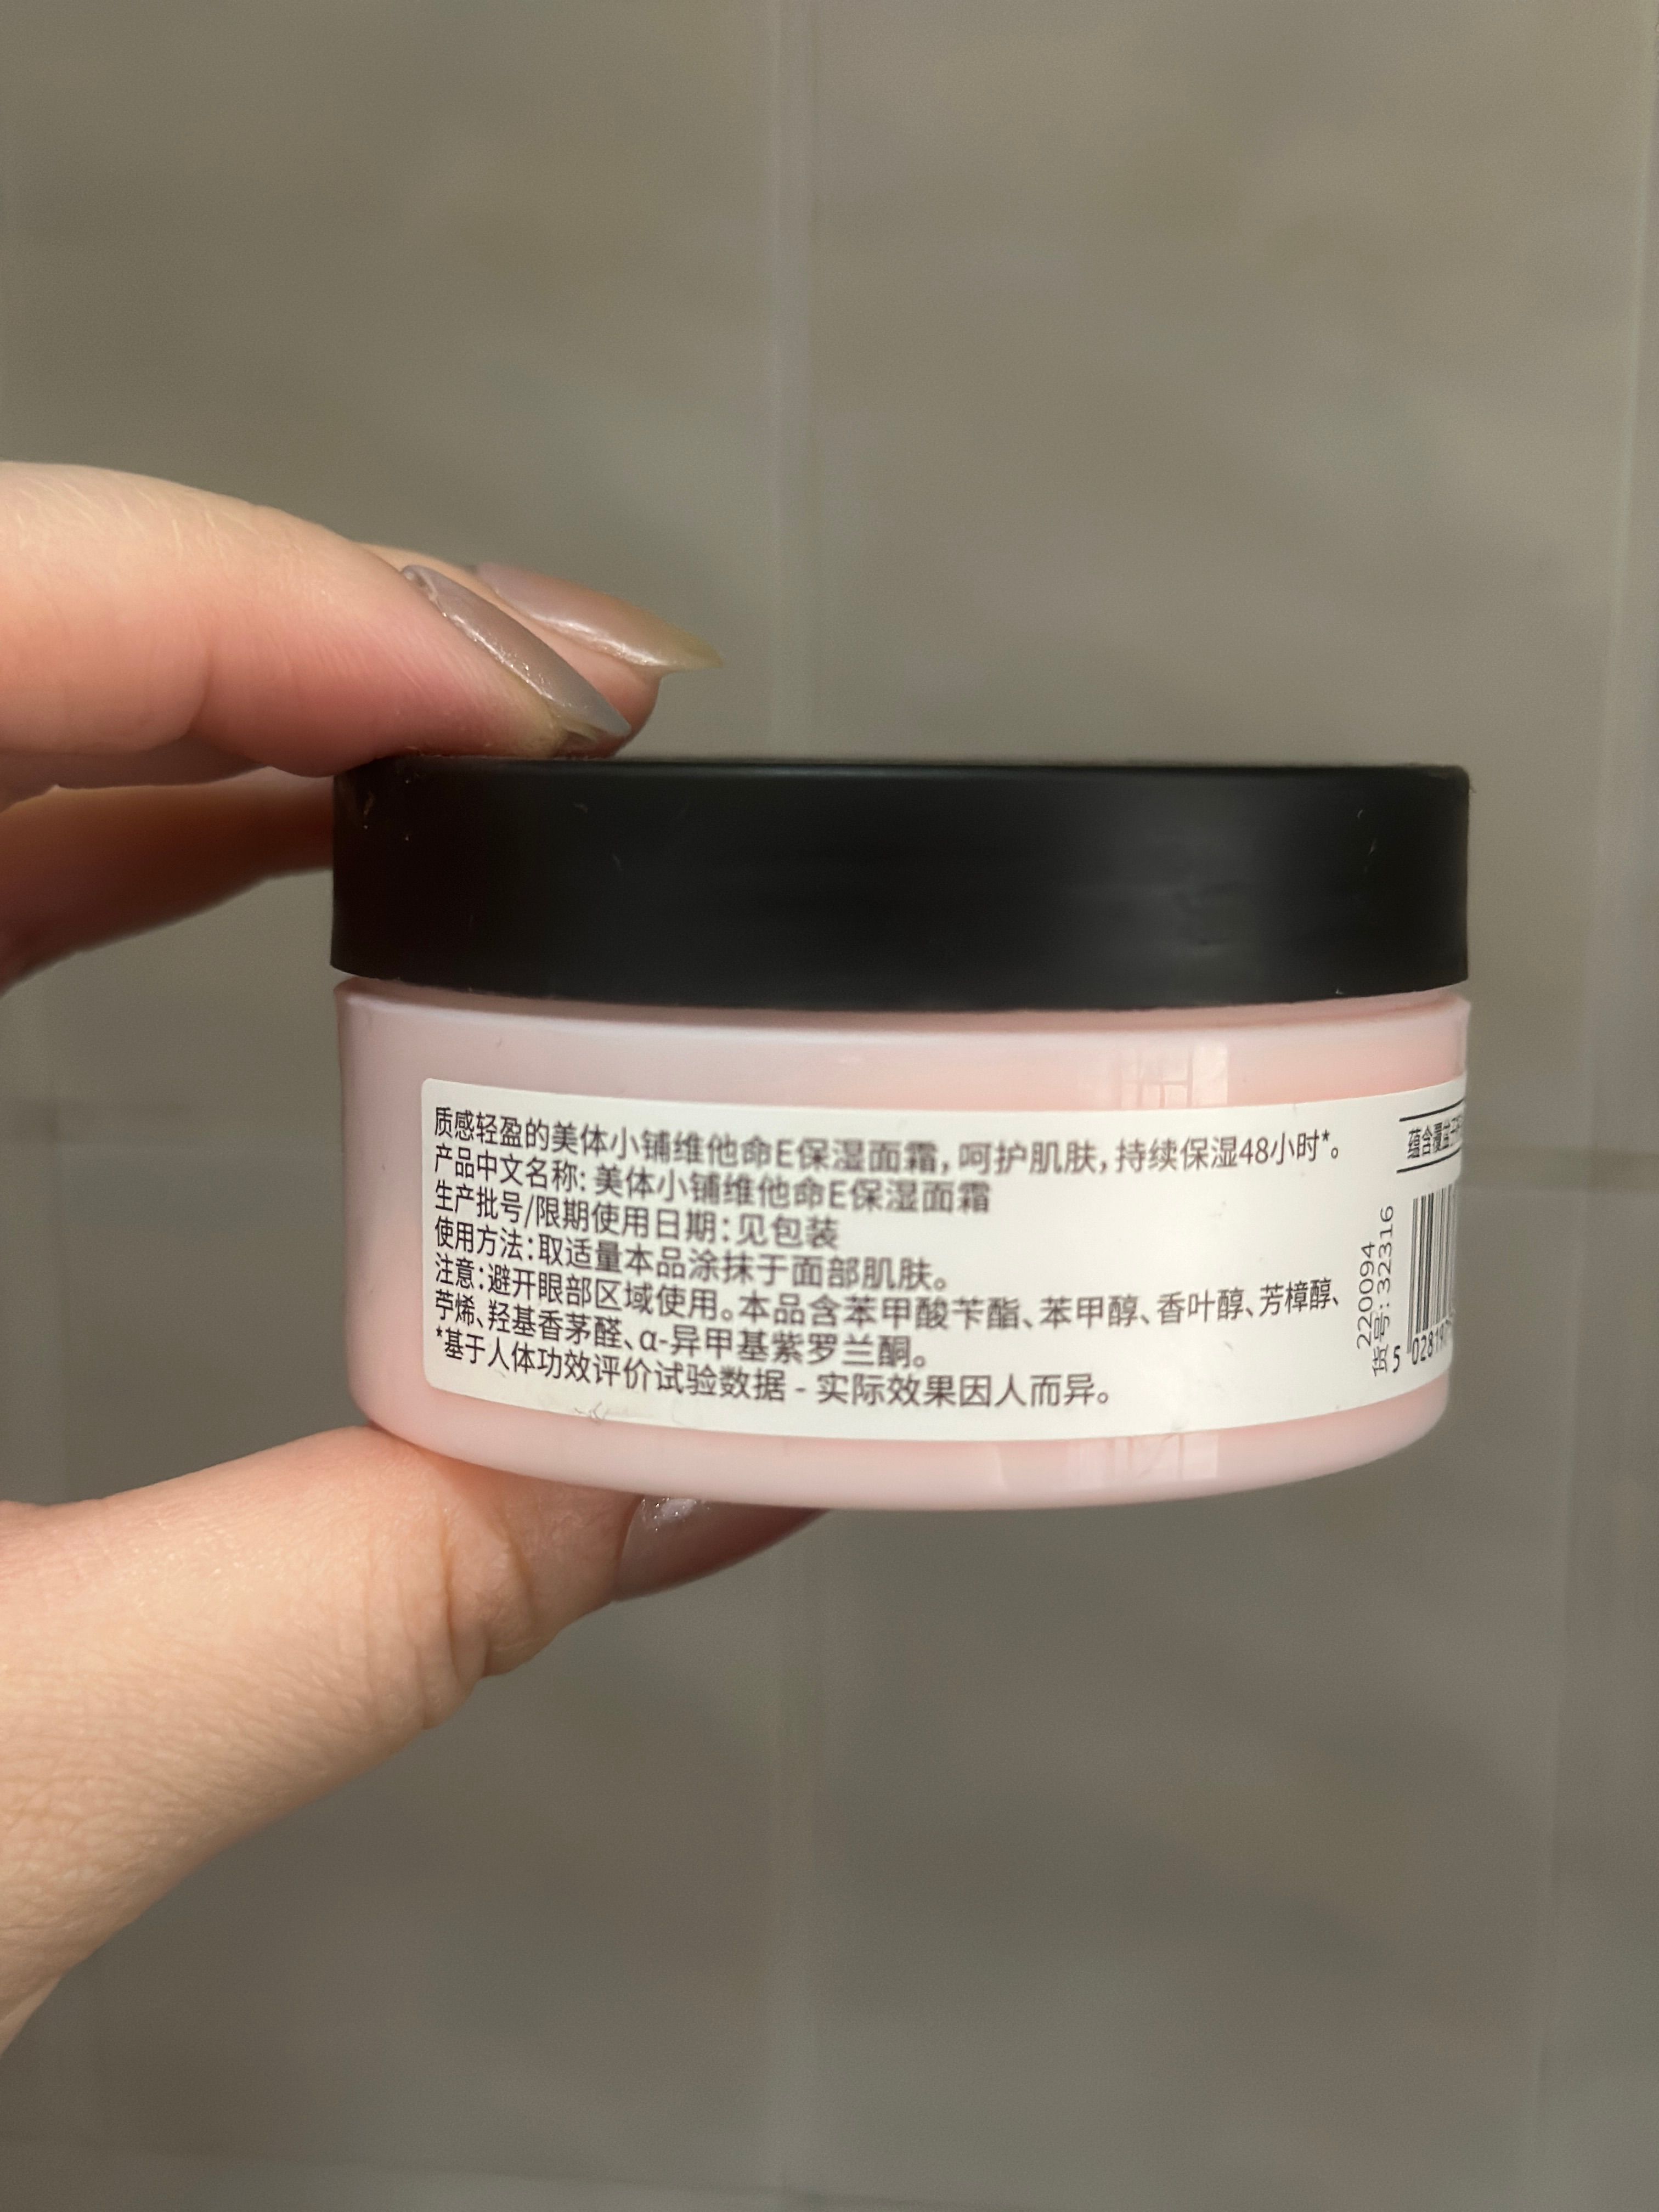 质感轻盈的美体小铺维他命E保湿面霜，呵护肌肤，持续保湿48小时*。
产品中文名称: 美体小铺维他命E保湿面霜
生产批号/限期使用日期：见包装
使用方法：取适量本品涂抹于面部肌肤。
注意：避开眼部区域使用。本品含苯甲酸苄酯、苯甲醇、香叶醇、芳樟醇、
苧烯、羟基香茅醛、α-异甲基紫罗兰酮。
*基于人体功效评价试验数据 - 实际效果因人而异。
蕴含覆盆子
220094
货号: 32316
5 02819